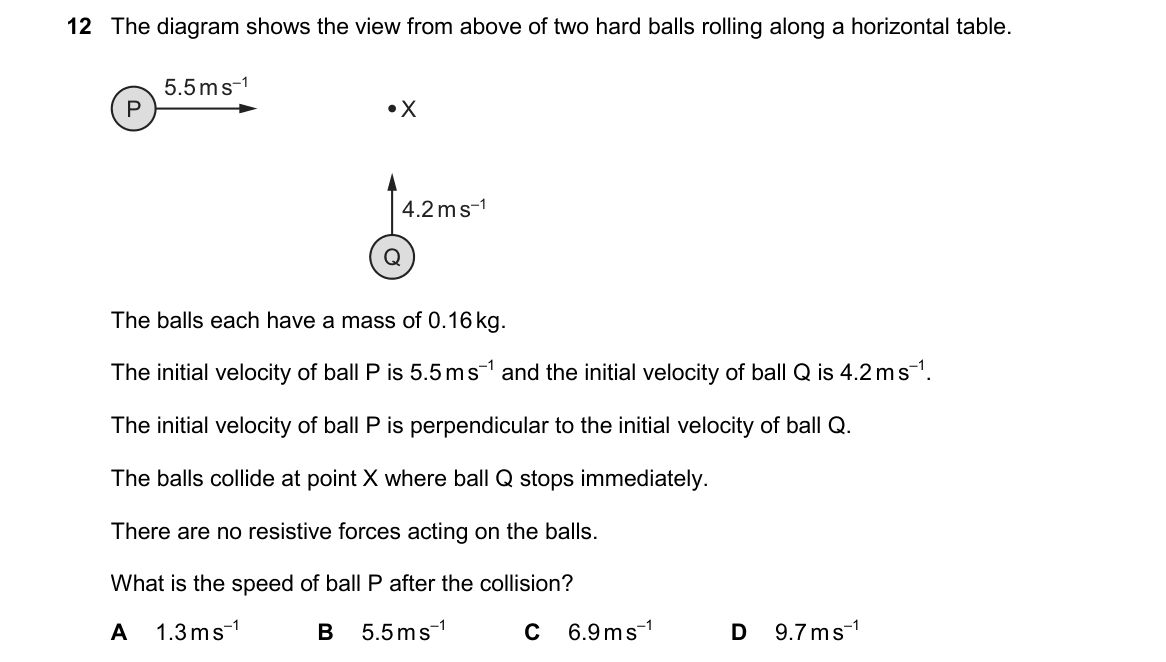 12 The diagram shows the view from above of two hard balls rolling along a horizontal table.
5.5 m s⁻¹
P
• X
4.2 m s⁻¹
Q
The balls each have a mass of 0.16 kg.
The initial velocity of ball P is 5.5 m s⁻¹ and the initial velocity of ball Q is 4.2 m s⁻¹.
The initial velocity of ball P is perpendicular to the initial velocity of ball Q.
The balls collide at point X where ball Q stops immediately.
There are no resistive forces acting on the balls.
What is the speed of ball P after the collision?
A 1.3 m s⁻¹ B 5.5 m s⁻¹ C 6.9 m s⁻¹ D 9.7 m s⁻¹